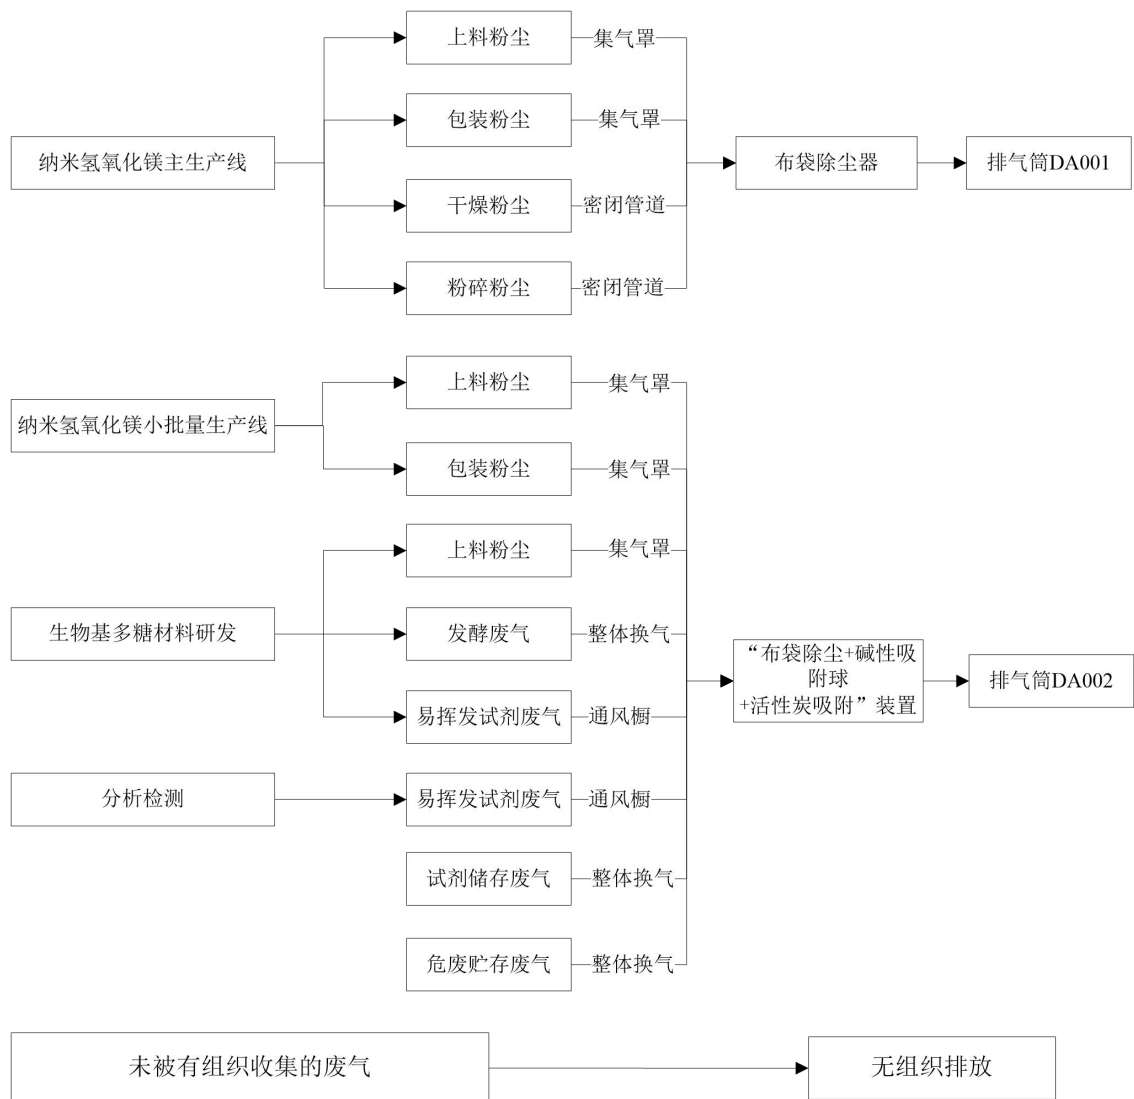 上料粉尘
集气罩
包装粉尘
集气罩
纳米氢氧化镁主生产线
布袋除尘器
排气筒DA001
干燥粉尘
密闭管道
粉碎粉尘
密闭管道
上料粉尘
集气罩
纳米氢氧化镁小批量生产线
包装粉尘
集气罩
上料粉尘
集气罩
生物基多糖材料研发
发酵废气
整体换气
“布袋除尘+碱性吸
附球
+活性炭吸附”装置
排气筒DA002
易挥发试剂废气
通风橱
分析检测
易挥发试剂废气
通风橱
试剂储存废气
整体换气
危废贮存废气
整体换气
未被有组织收集的废气
无组织排放